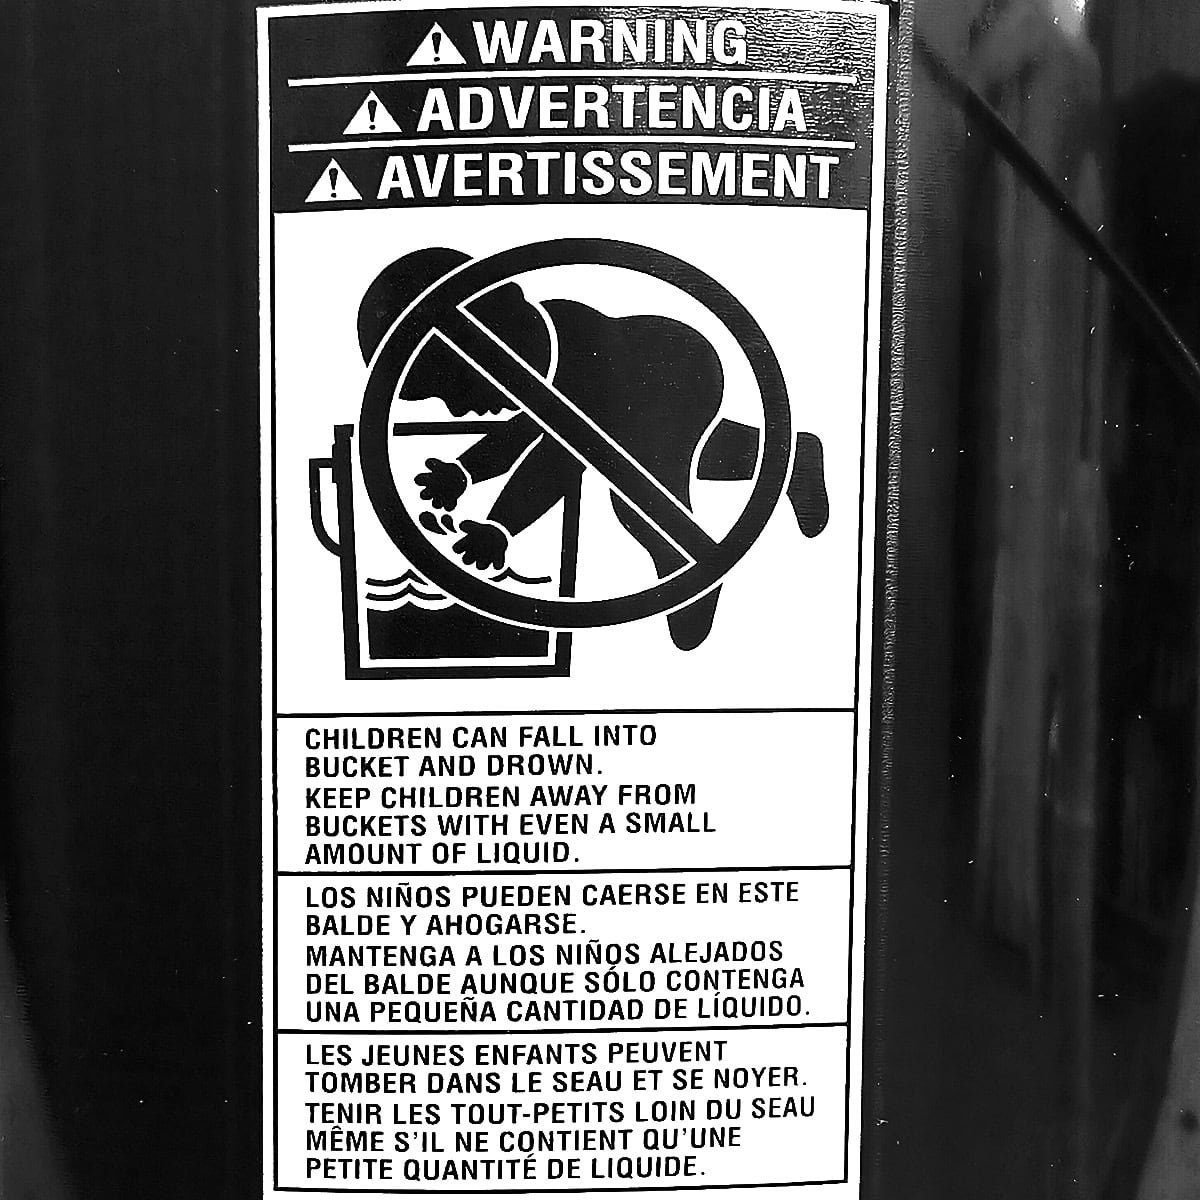 WARNING
ADVERTENCIA
AVERTISSEMENT
CHILDREN CAN FALL INTO
BUCKET AND DROWN.
KEEP CHILDREN AWAY FROM
BUCKETS WITH EVEN A SMALL
AMOUNT OF LIQUID.
LOS NIÑOS PUEDEN CAERSE EN ESTE
BALDE Y AHOGARSE.
MANTENGA A LOS NIÑOS ALEJADOS
DEL BALDE AUNQUE SÓLO CONTENGA
UNA PEQUEÑA CANTIDAD DE LÍQUIDO.
LES JEUNES ENFANTS PEUVENT
TOMBER DANS LE SEAU ET SE NOYER.
TENIR LES TOUT-PETITS LOIN DU SEAU
MÊME S'IL NE CONTIENT QU'UNE
PETITE QUANTITÉ DE LIQUIDE.